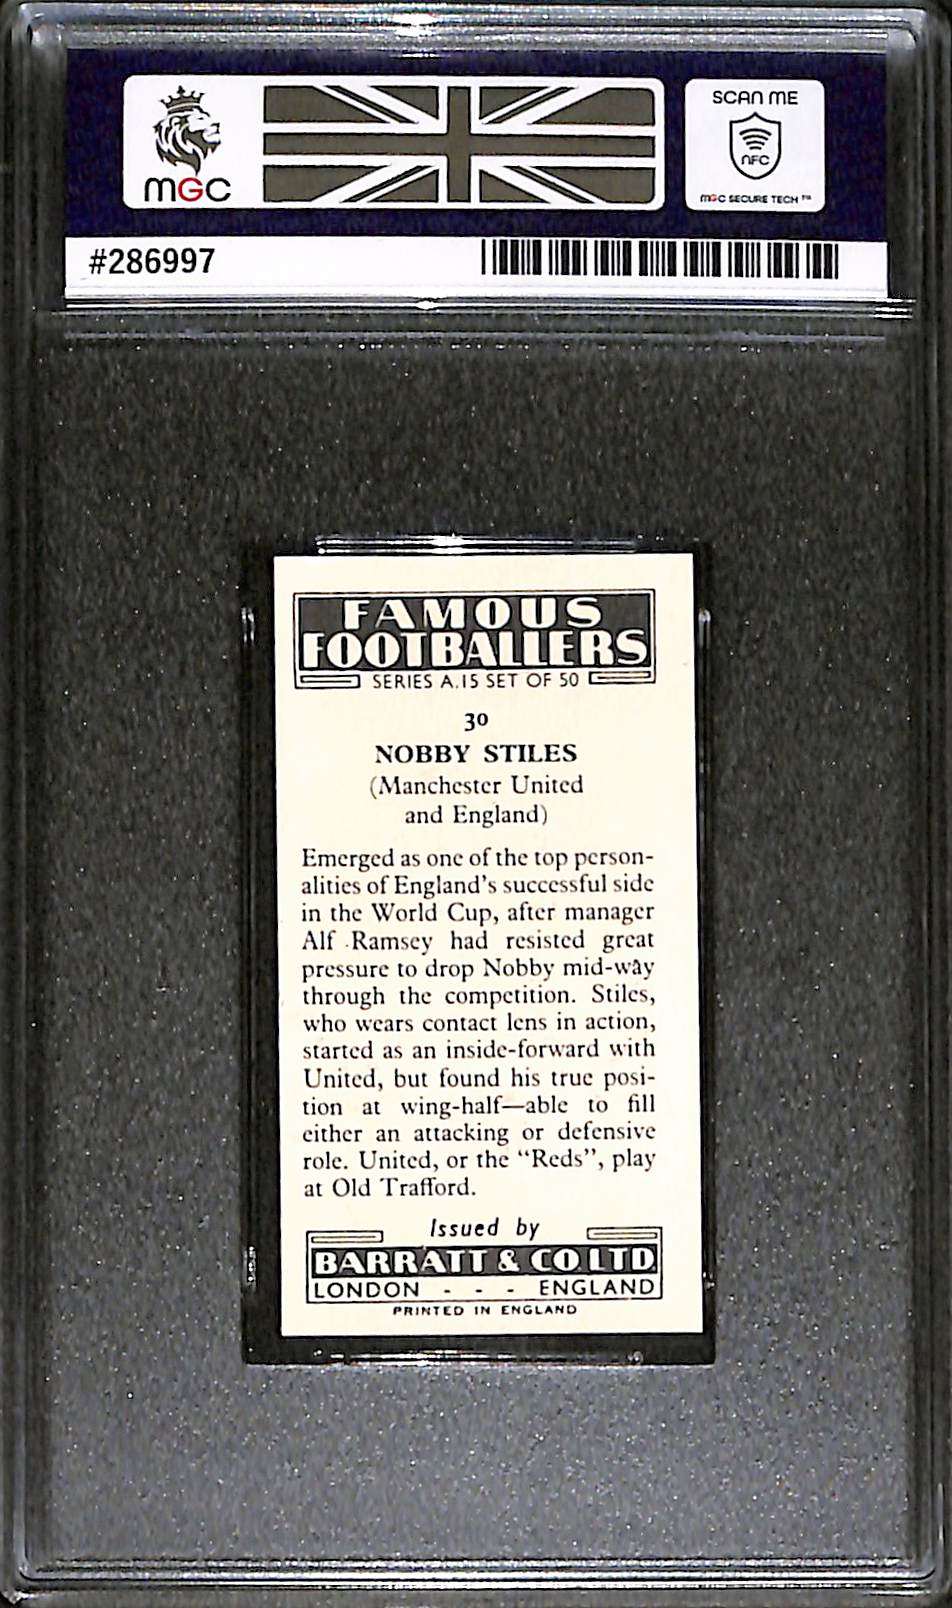 mGC
SCAN ME
NFC
mGC SECURE TECH ™
#286997
FAMOUS
FOOTBALLERS
SERIES A.15 SET OF 50
30
NOBBY STILES
(Manchester United
and England)
Emerged as one of the top person-
alities of England's successful side
in the World Cup, after manager
Alf Ramsey had resisted great
pressure to drop Nobby mid-way
through the competition. Stiles,
who wears contact lens in action,
started as an inside-forward with
United, but found his true posi-
tion at wing-half—able to fill
either an attacking or defensive
role. United, or the "Reds", play
at Old Trafford.
Issued by
BARRATT & CO LTD
LONDON - - - ENGLAND
PRINTED IN ENGLAND